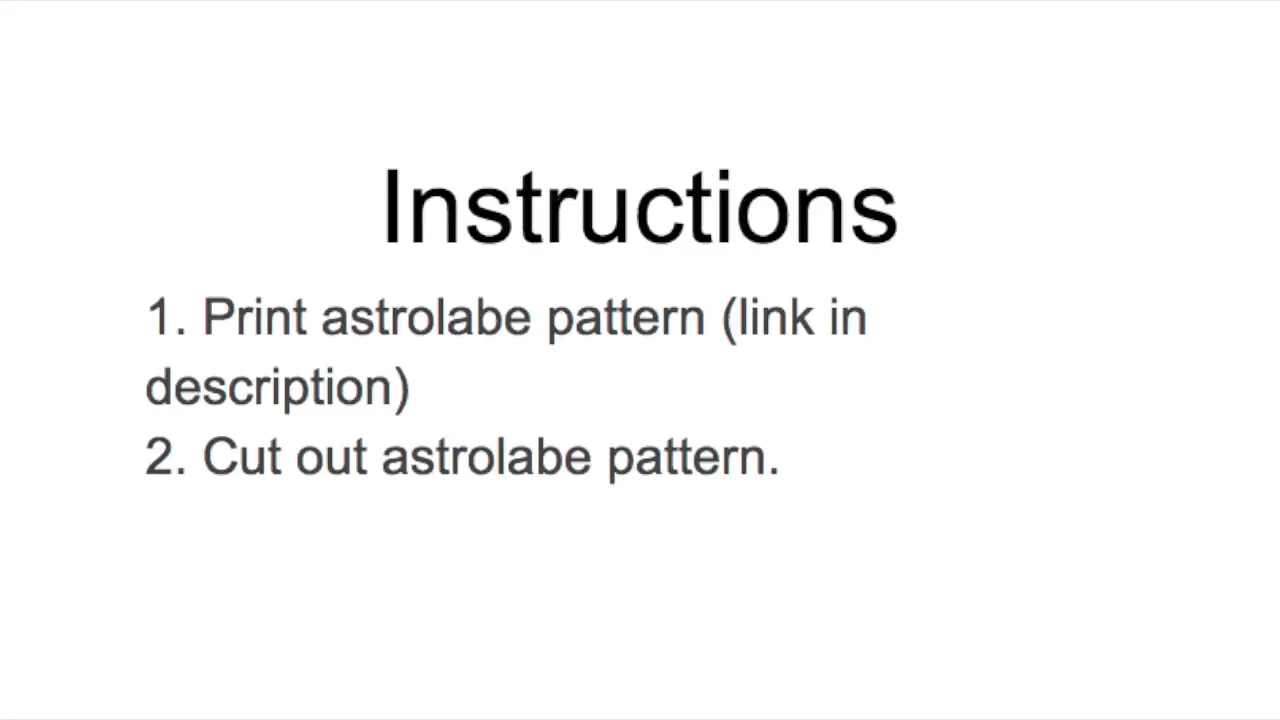 Instructions
1. Print astrolabe pattern (link in
description)
2. Cut out astrolabe pattern.